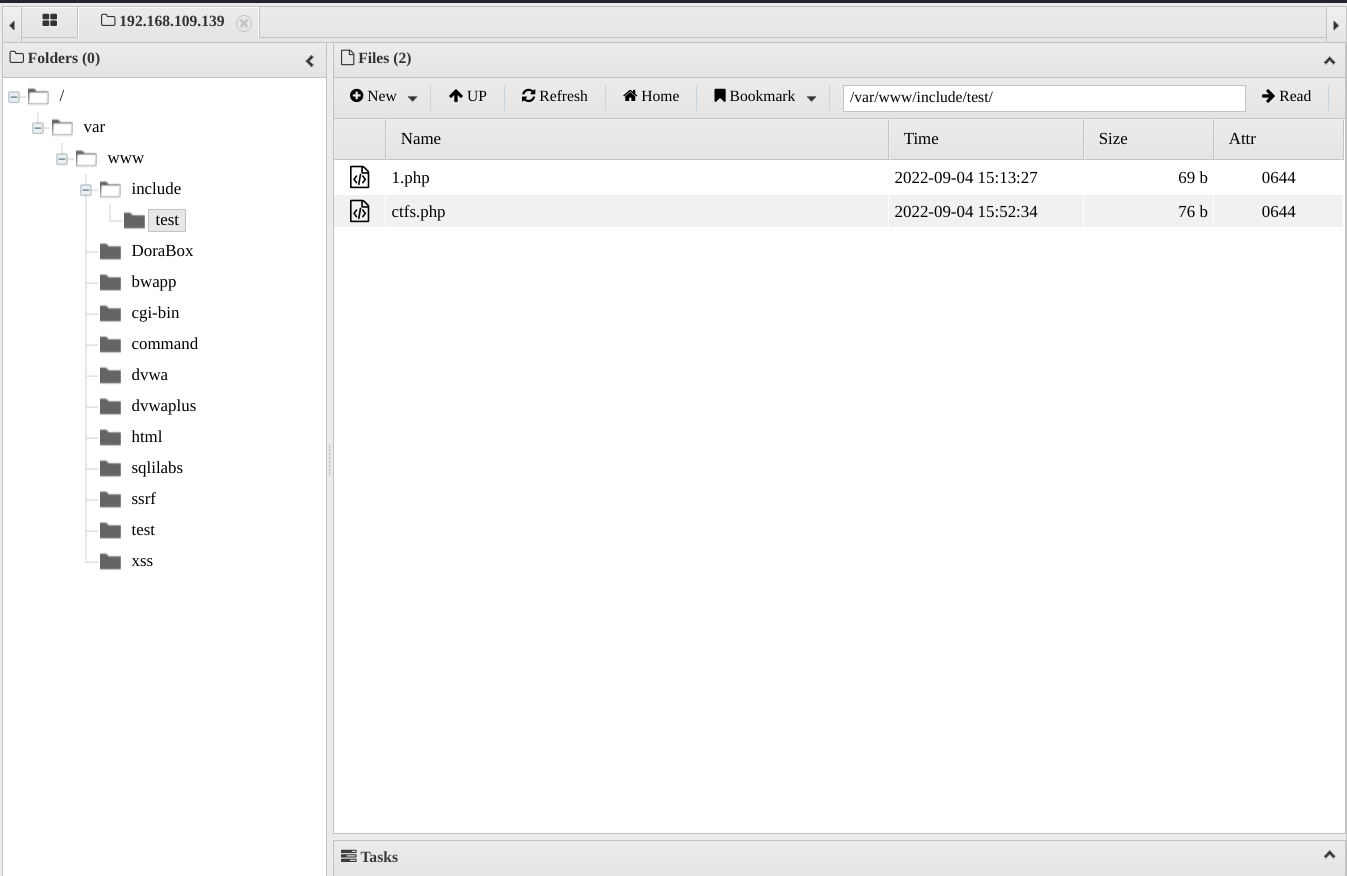 192.168.109.139
Folders (0)
/
var
www
include
test
DoraBox
bwapp
cgi-bin
command
dvwa
dvwaplus
html
sqlilabs
ssrf
test
xss
Files (2)
New UP Refresh Home Bookmark /var/www/include/test/ Read
Name Time Size Attr
1.php 2022-09-04 15:13:27 69 b 0644
ctfs.php 2022-09-04 15:52:34 76 b 0644
Tasks